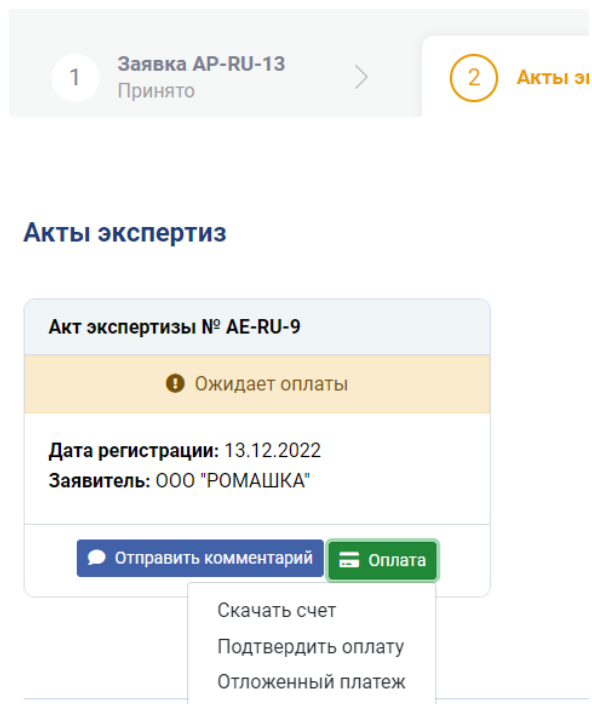 1
Заявка AP-RU-13
Принято
2
Акты
Акты экспертиз
Акт экспертизы № AE-RU-9
Ожидает оплаты
Дата регистрации: 13.12.2022
Заявитель: ООО "РОМАШКА"
Отправить комментарий
Оплата
Скачать счет
Подтвердить оплату
Отложенный платеж